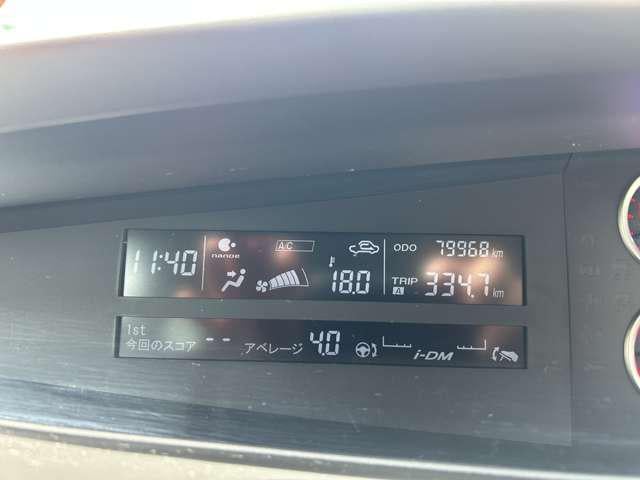 11:40 nanoe A/C 18.0 ODO 79968 km
TRIP A 334.7 km
1st
今回のスコア -- アベレージ 4.0 i-DM